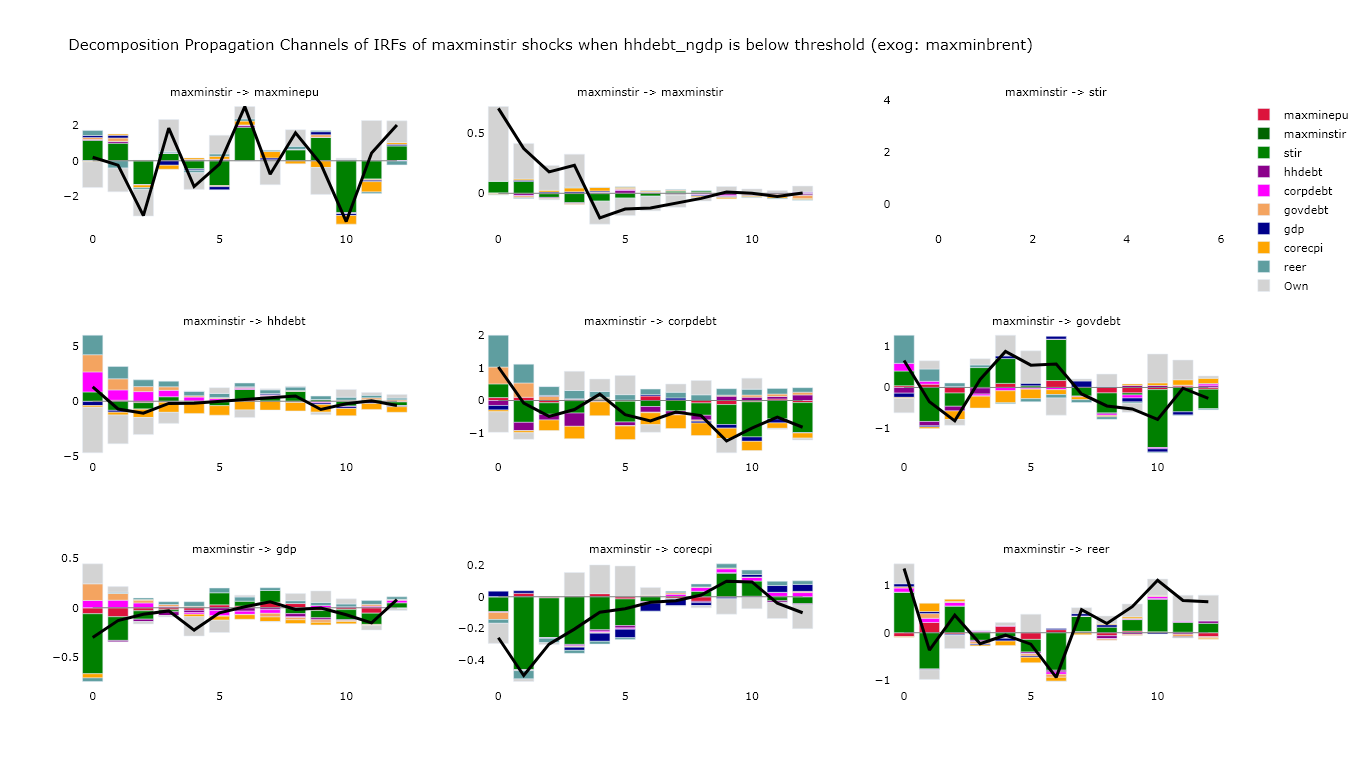 Decomposition Propagation Channels of IRFs of maxminstir shocks when hhdebt_ngdp is below threshold (exog: maxminbrent)
maxminstir -> maxminepu
maxminstir -> maxminstir
maxminstir -> stir
2
0
−2
0
5
10
0.5
0
0
5
10
4
2
0
0
2
4
6
maxminepu
maxminstir
stir
hhdebt
corpdebt
govdebt
gdp
corecpi
reer
Own
maxminstir -> hhdebt
maxminstir -> corpdebt
maxminstir -> govdebt
5
0
−5
0
5
10
2
1
0
−1
0
5
10
1
0
−1
0
5
10
maxminstir -> gdp
maxminstir -> corecpi
maxminstir -> reer
0.5
0
−0.5
0
5
10
0.2
0
−0.2
−0.4
0
5
10
1
0
−1
0
5
10